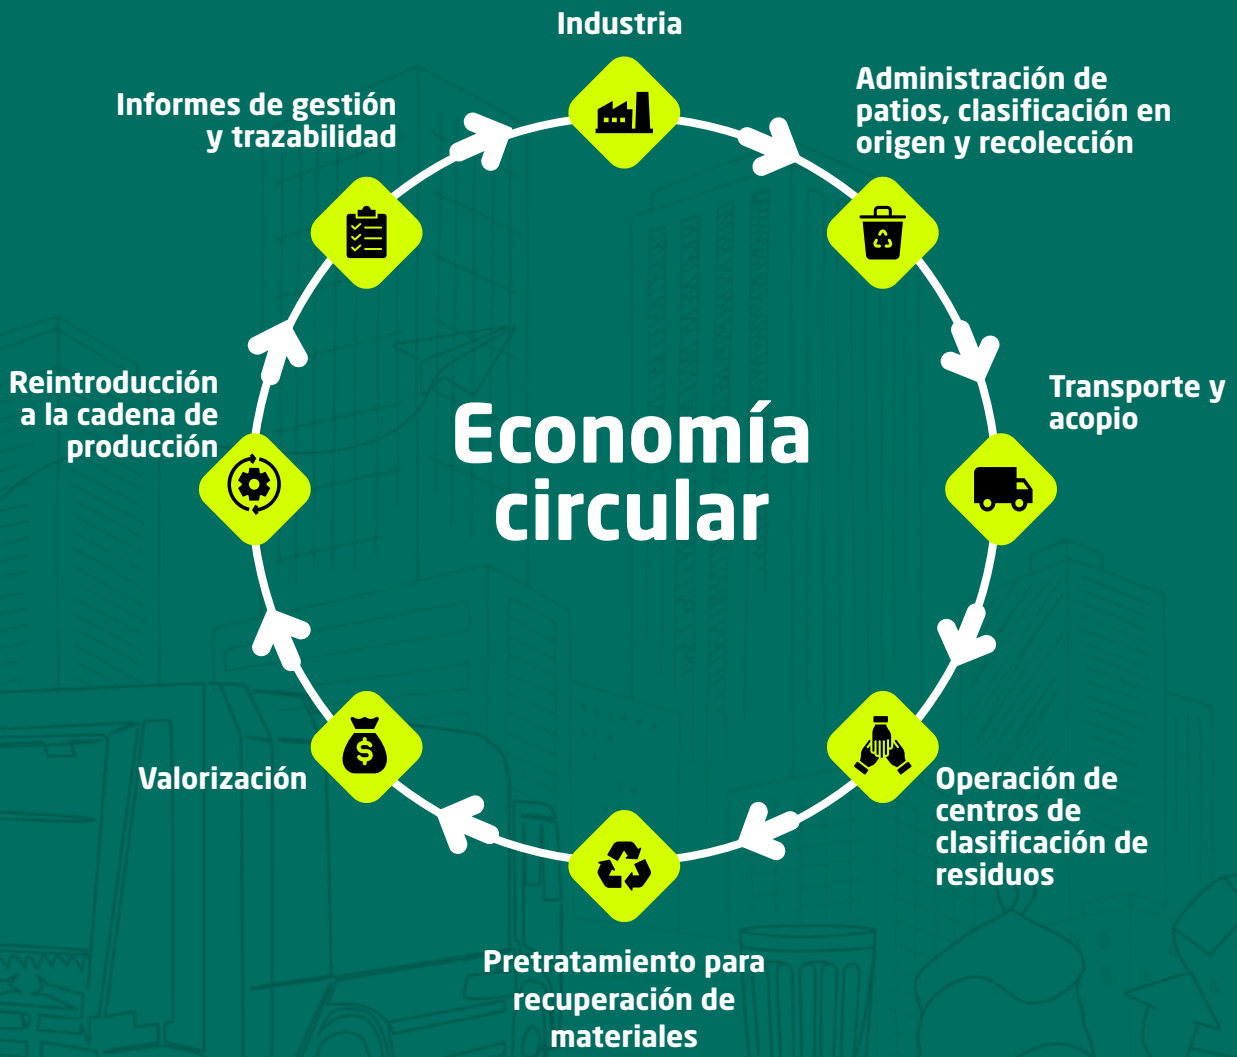 Industria
Administración de
patios, clasificación en
origen y recolección
Transporte y
acopio
Operación de
centros de
clasificación de
residuos
Pretratamiento para
recuperación de
materiales
Valorización
Reintroducción
a la cadena de
producción
Informes de gestión
y trazabilidad
Economía
circular